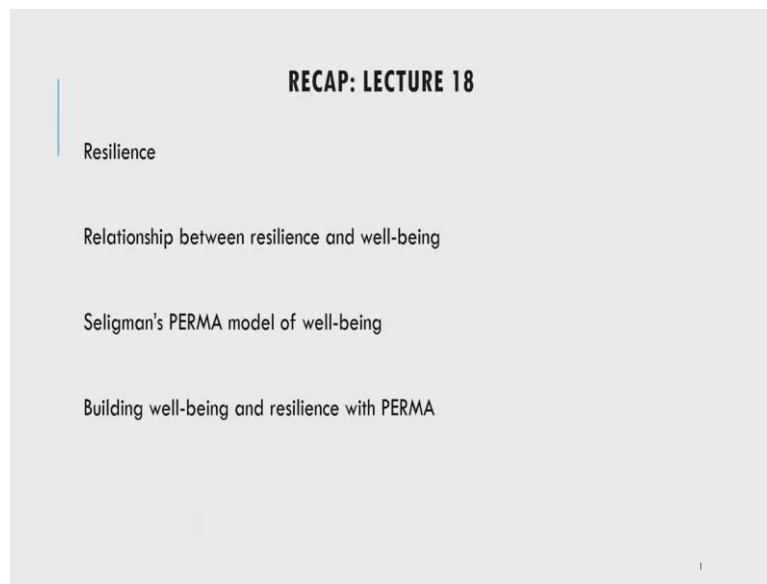 RECAP: LECTURE 18
Resilience
Relationship between resilience and well-being
Seligman's PERMA model of well-being
Building well-being and resilience with PERMA
1